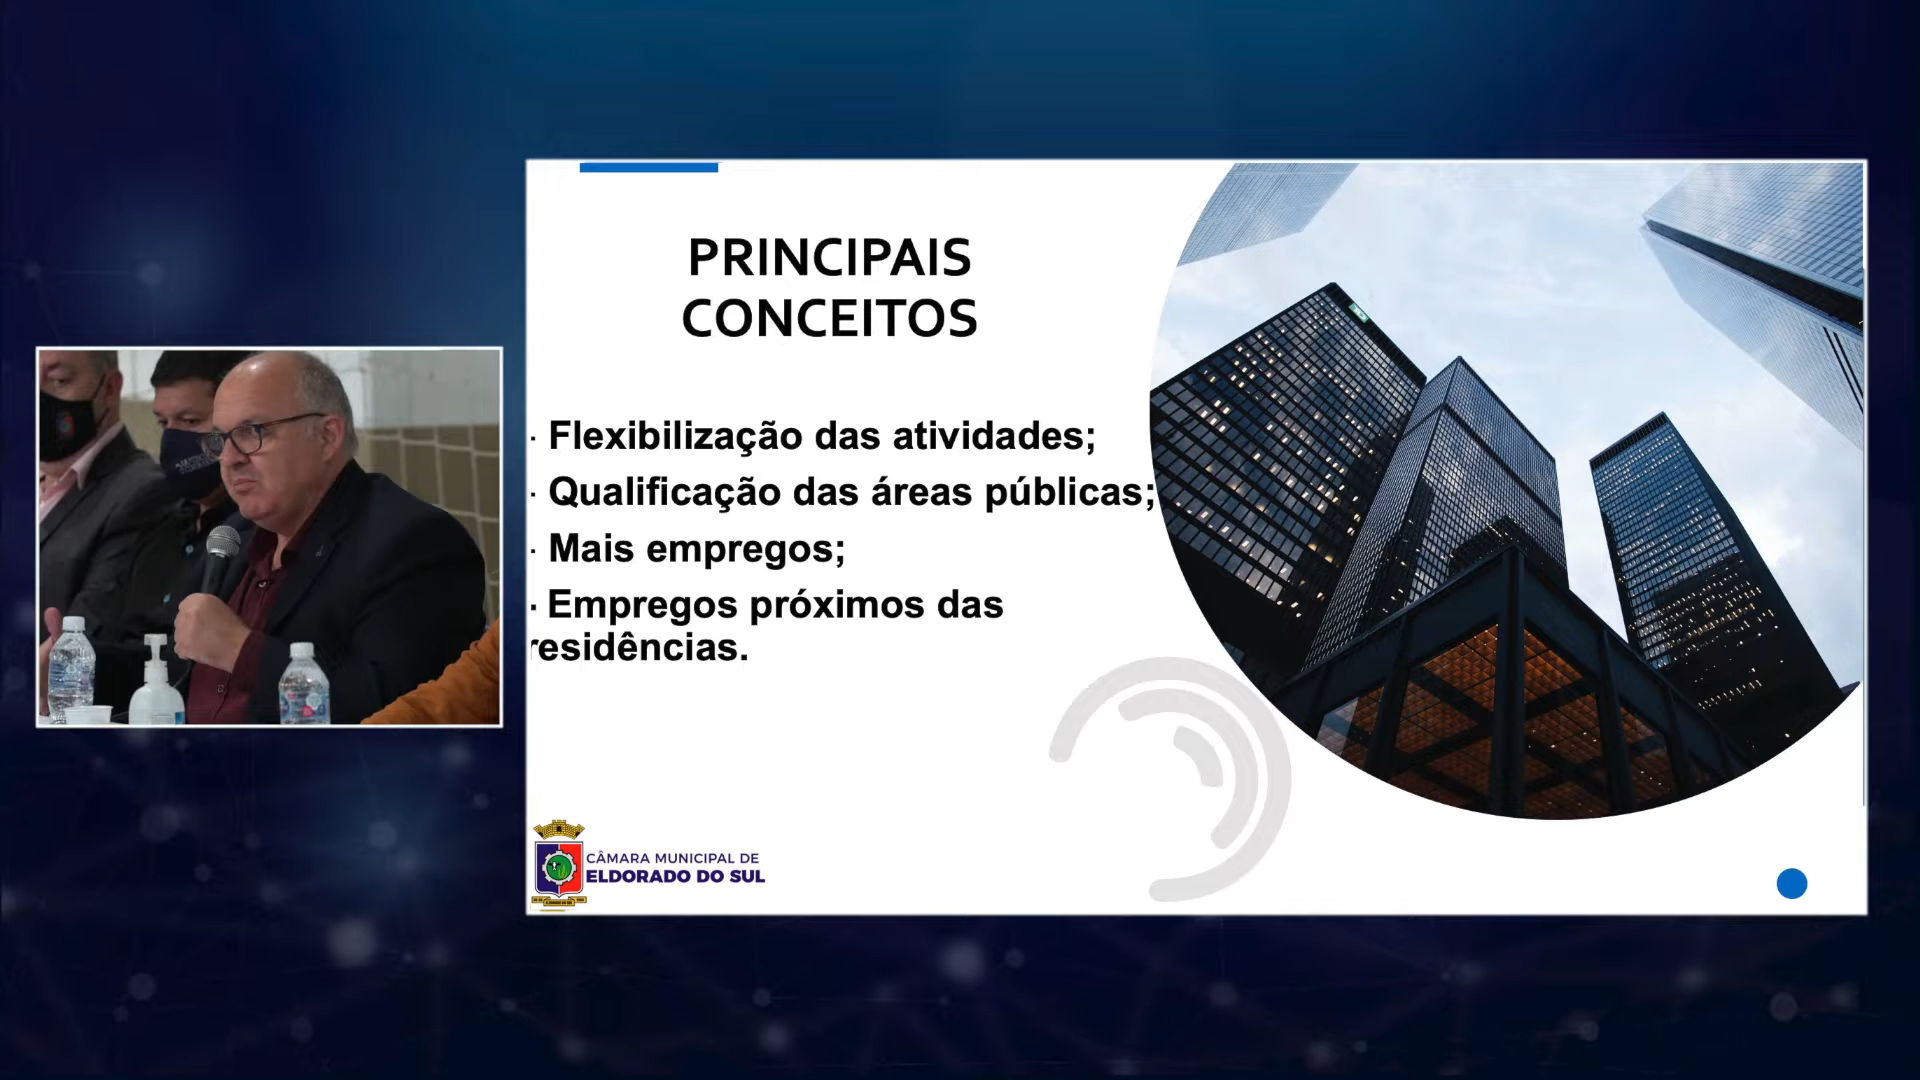 PRINCIPAIS
CONCEITOS
· Flexibilização das atividades;
· Qualificação das áreas públicas;
· Mais empregos;
· Empregos próximos das
residências.
CÂMARA MUNICIPAL DE
ELDORADO DO SUL